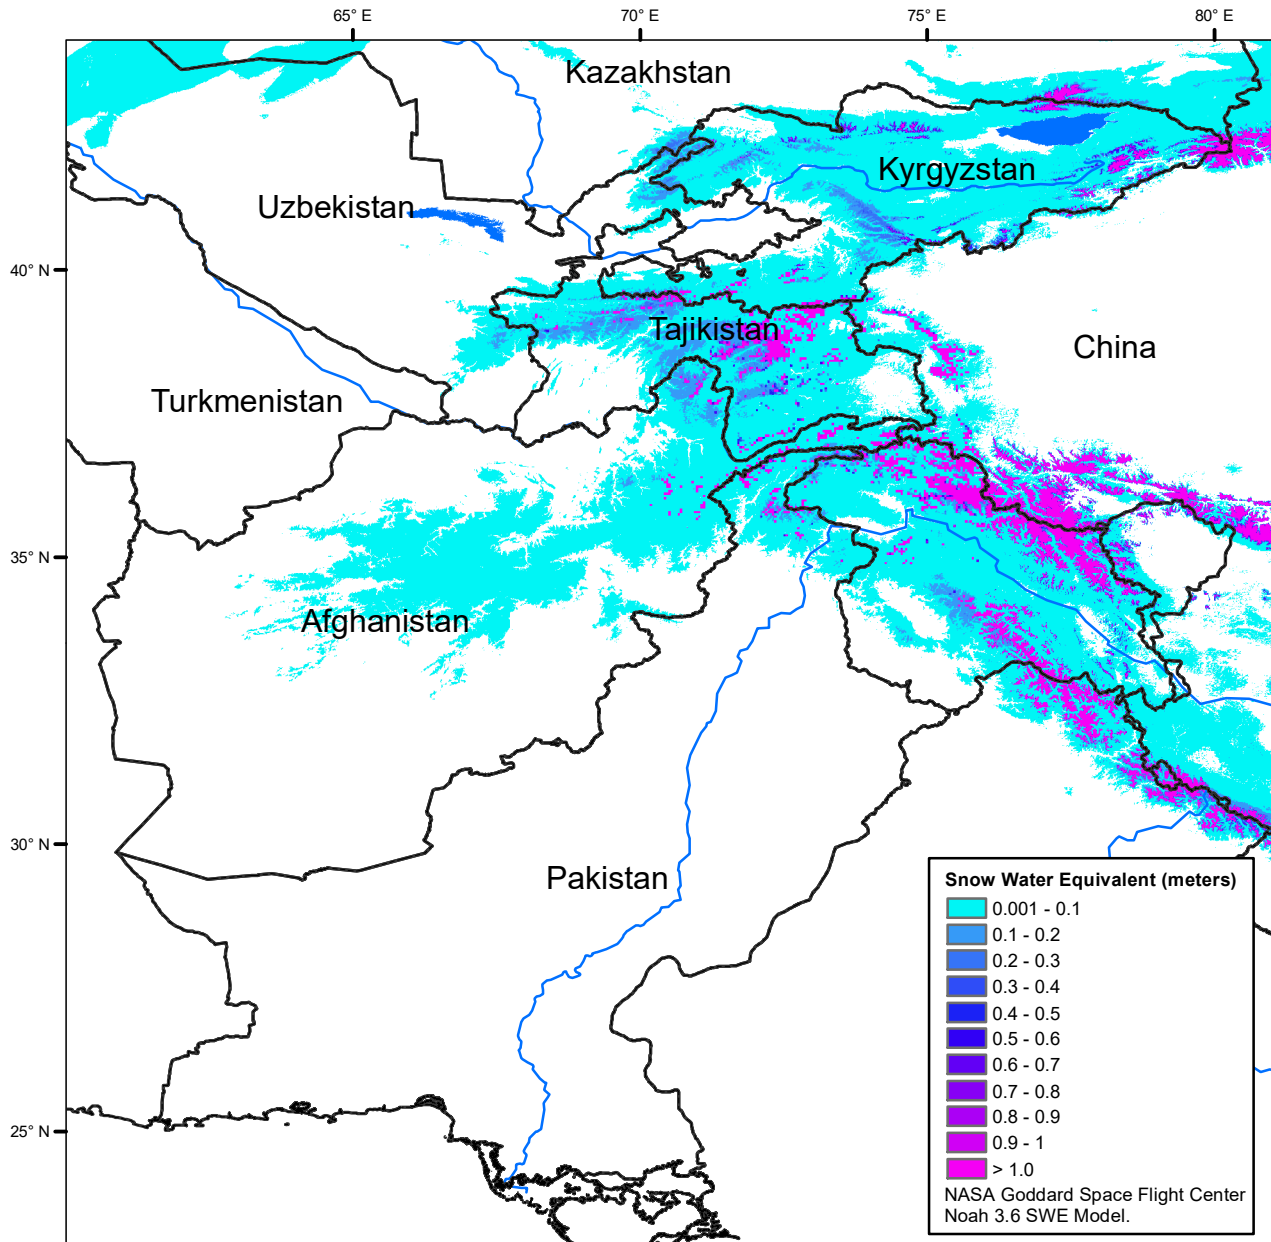 65° E
70° E
75° E
80° E
Kazakhstan
Kyrgyzstan
Uzbekistan
40° N
Tajikistan
China
Turkmenistan
35° N
Afghanistan
30° N
Pakistan
25° N
Snow Water Equivalent (meters)
0.001 - 0.1
0.1 - 0.2
0.2 - 0.3
0.3 - 0.4
0.4 - 0.5
0.5 - 0.6
0.6 - 0.7
0.7 - 0.8
0.8 - 0.9
0.9 - 1
> 1.0
NASA Goddard Space Flight Center
Noah 3.6 SWE Model.